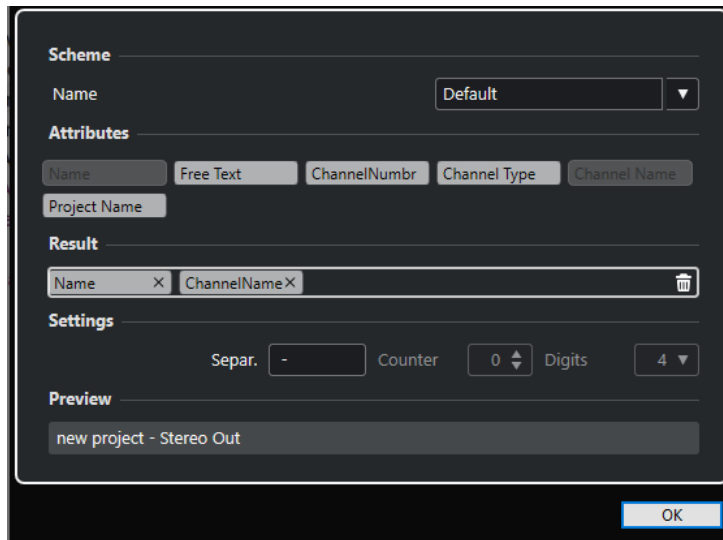 Scheme
Name Default
Attributes
Name Free Text ChannelNumbr Channel Type Channel Name
Project Name
Result
Name × ChannelName ×
Settings
Separ. - Counter 0 Digits 4
Preview
new project - Stereo Out
OK